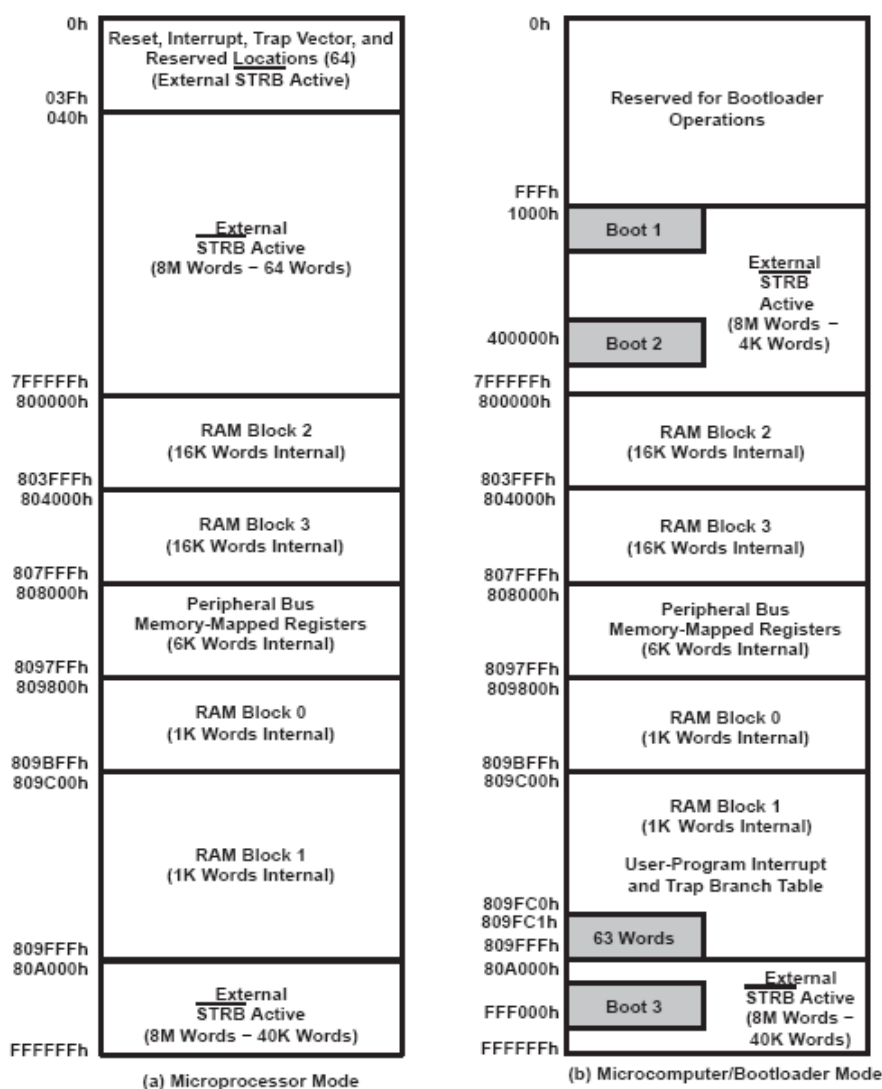 0h
Reset, Interrupt, Trap Vector, and
Reserved Locations (64)
(External STRB Active)
03Fh
040h
External
STRB Active
(8M Words − 64 Words)
7FFFFFh
800000h
RAM Block 2
(16K Words Internal)
803FFFh
804000h
RAM Block 3
(16K Words Internal)
807FFFh
808000h
Peripheral Bus
Memory-Mapped Registers
(6K Words Internal)
8097FFh
809800h
RAM Block 0
(1K Words Internal)
809BFFh
809C00h
RAM Block 1
(1K Words Internal)
809FFFh
80A000h
External
STRB Active
(8M Words − 40K Words)
FFFFFFh
(a) Microprocessor Mode
0h
Reserved for Bootloader
Operations
FFFh
1000h
Boot 1
External
STRB
Active
(8M Words −
4K Words)
400000h
Boot 2
7FFFFFh
800000h
RAM Block 2
(16K Words Internal)
803FFFh
804000h
RAM Block 3
(16K Words Internal)
807FFFh
808000h
Peripheral Bus
Memory-Mapped Registers
(6K Words Internal)
8097FFh
809800h
RAM Block 0
(1K Words Internal)
809BFFh
809C00h
RAM Block 1
(1K Words Internal)
User-Program Interrupt
and Trap Branch Table
809FC0h
809FC1h
63 Words
809FFFh
80A000h
External
STRB Active
(8M Words −
40K Words)
Boot 3
FFF000h
FFFFFFh
(b) Microcomputer/Bootloader Mode